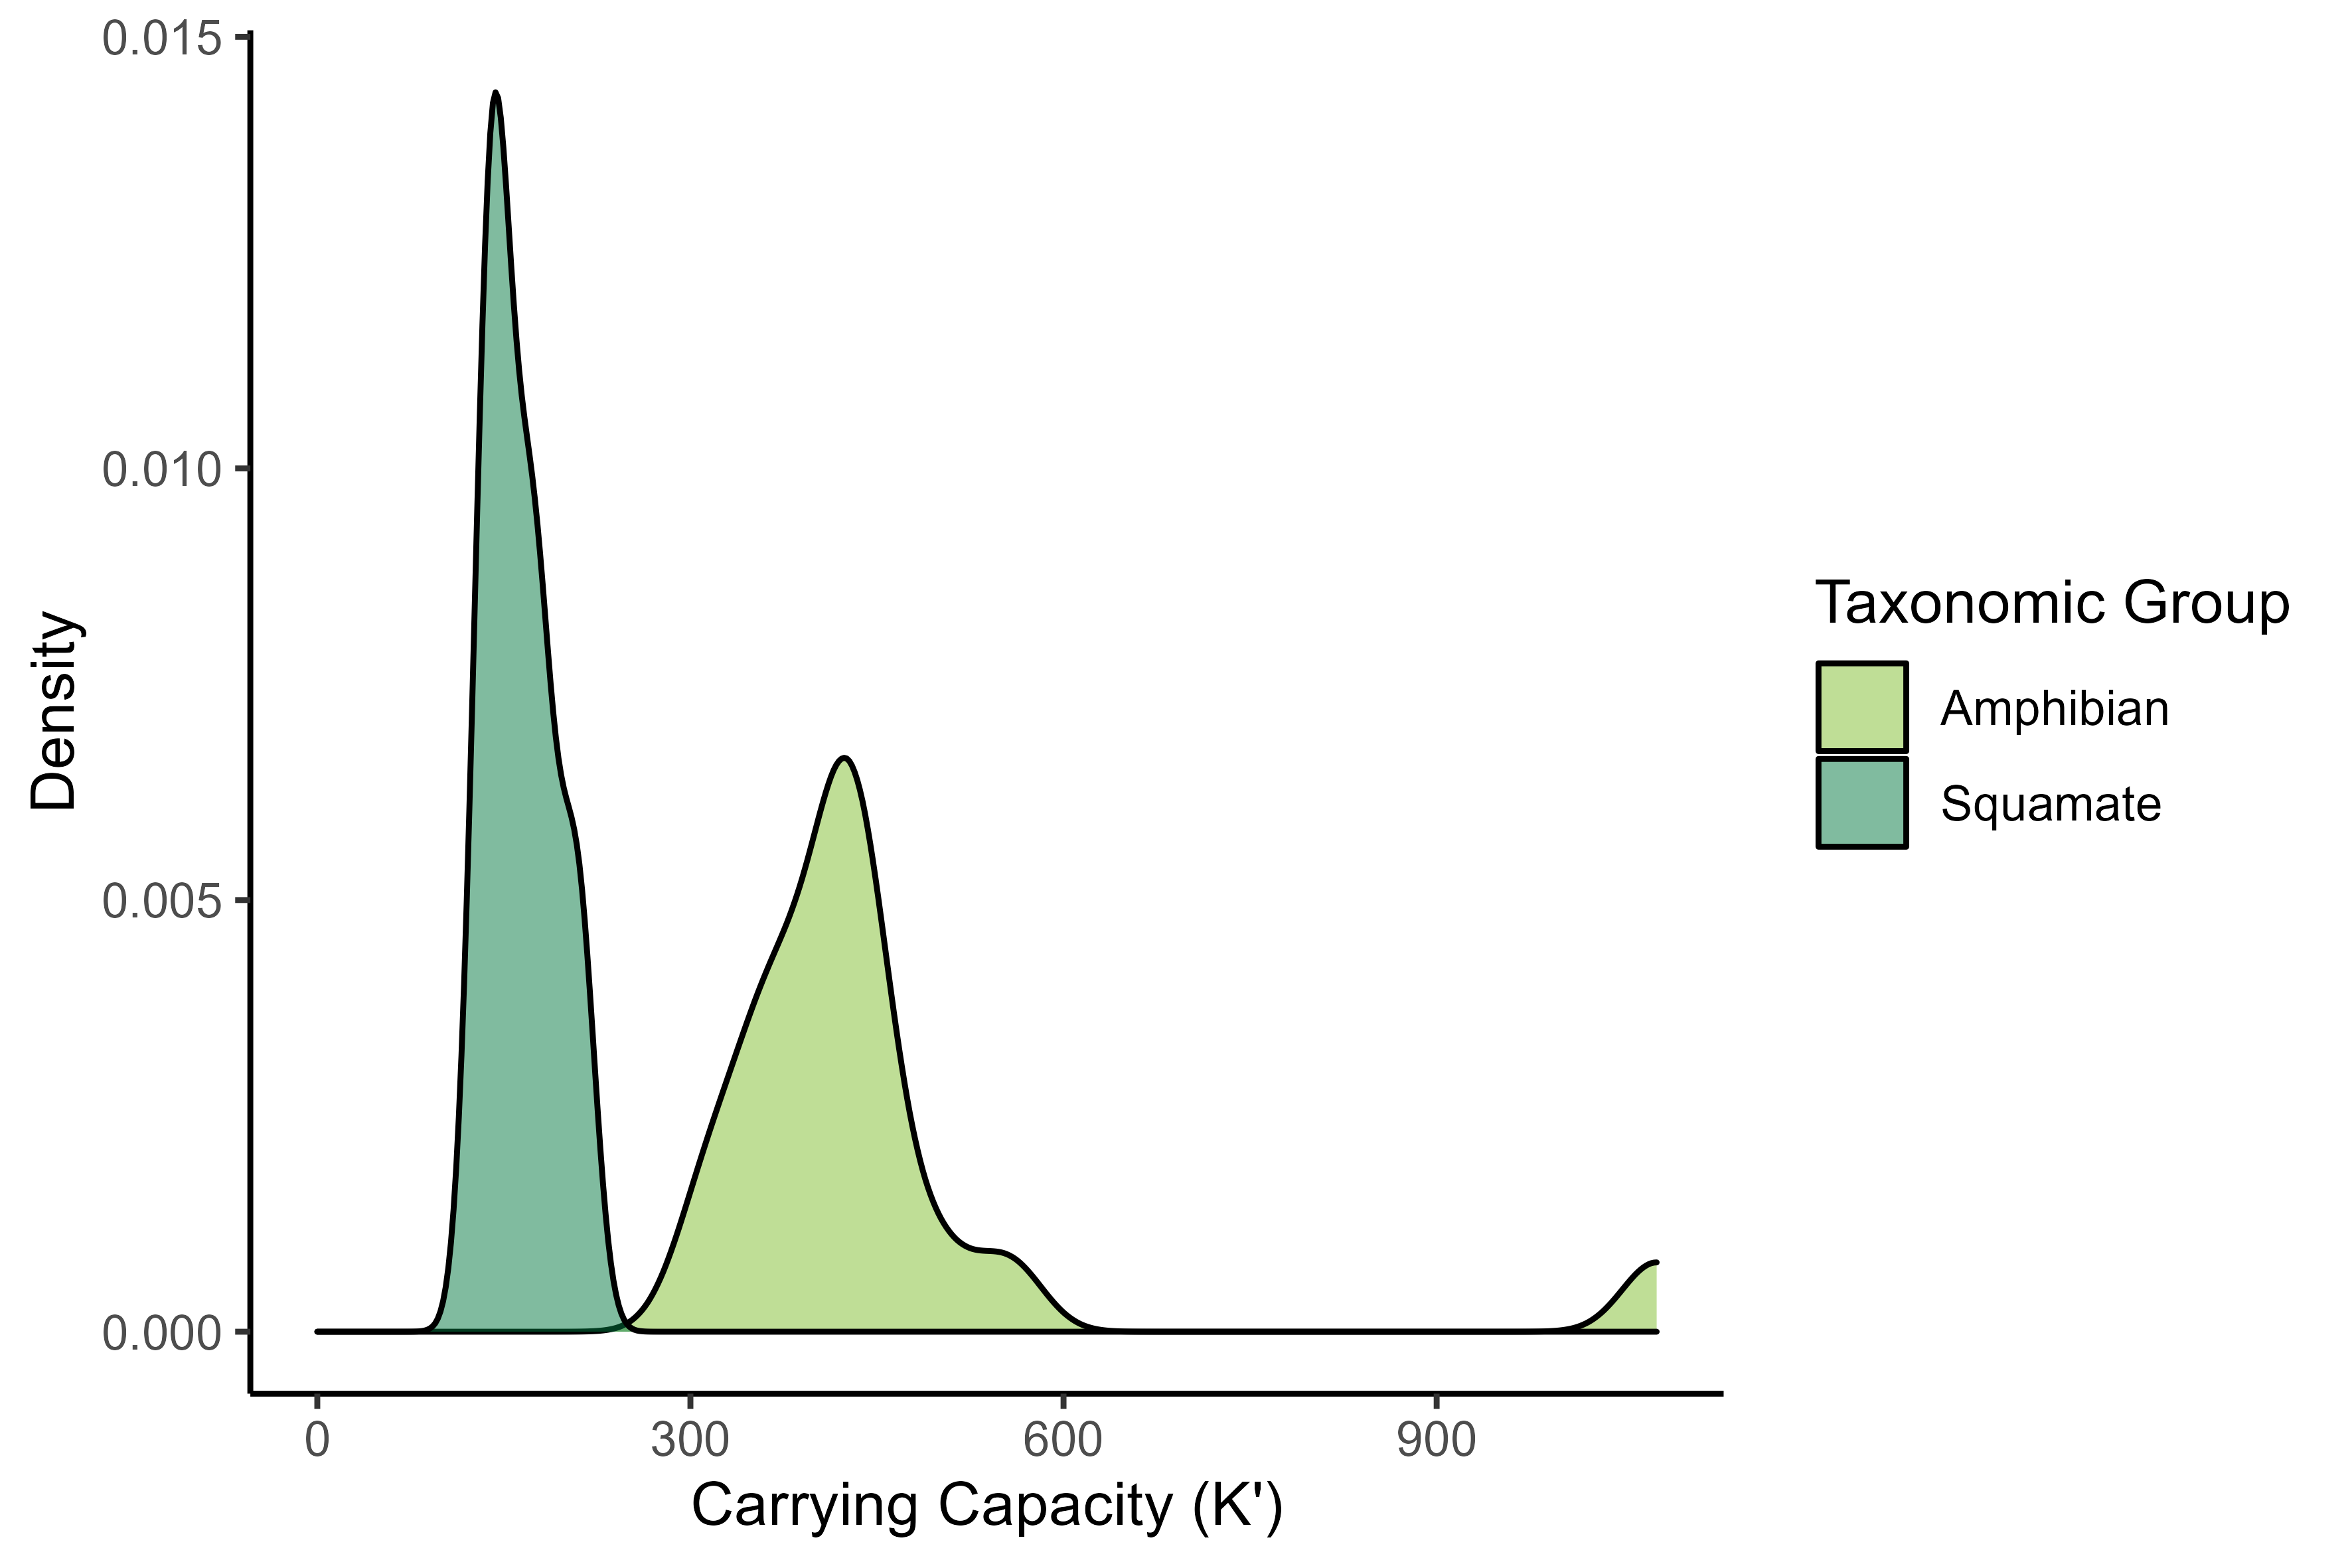 0.015
0.010
0.005
0.000
Density
0 300 600 900
Carrying Capacity (K')
Taxonomic Group
Amphibian
Squamate